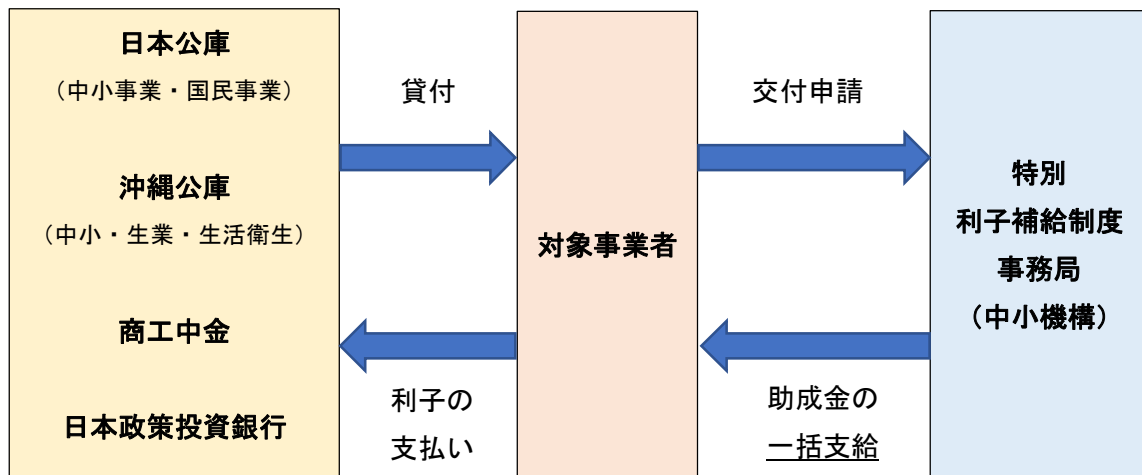 日本公庫
（中小事業・国民事業）
沖縄公庫
（中小・生業・生活衛生）
商工中金
日本政策投資銀行
貸付
利子の
支払い
対象事業者
交付申請
助成金の
一括支給
特別
利子補給制度
事務局
（中小機構）